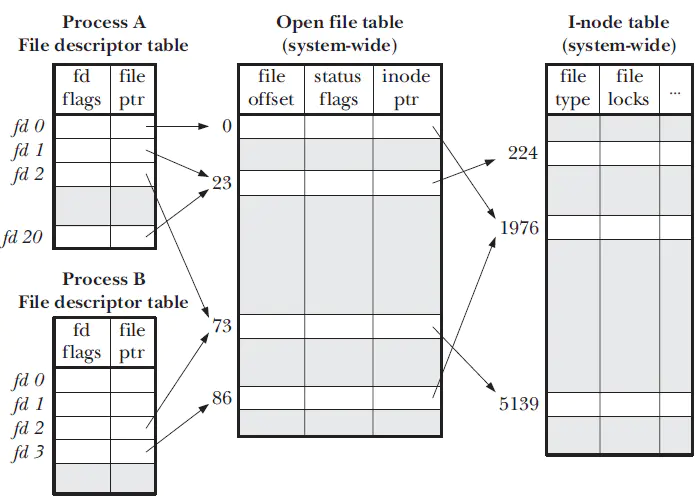 Process A
File descriptor table
fd flags
file ptr
fd 0
fd 1
fd 2
fd 20
Process B
File descriptor table
fd flags
file ptr
fd 0
fd 1
fd 2
fd 3
Open file table
(system-wide)
file offset
status flags
inode ptr
0
23
73
86
I-node table
(system-wide)
file type
file locks
...
224
1976
5139